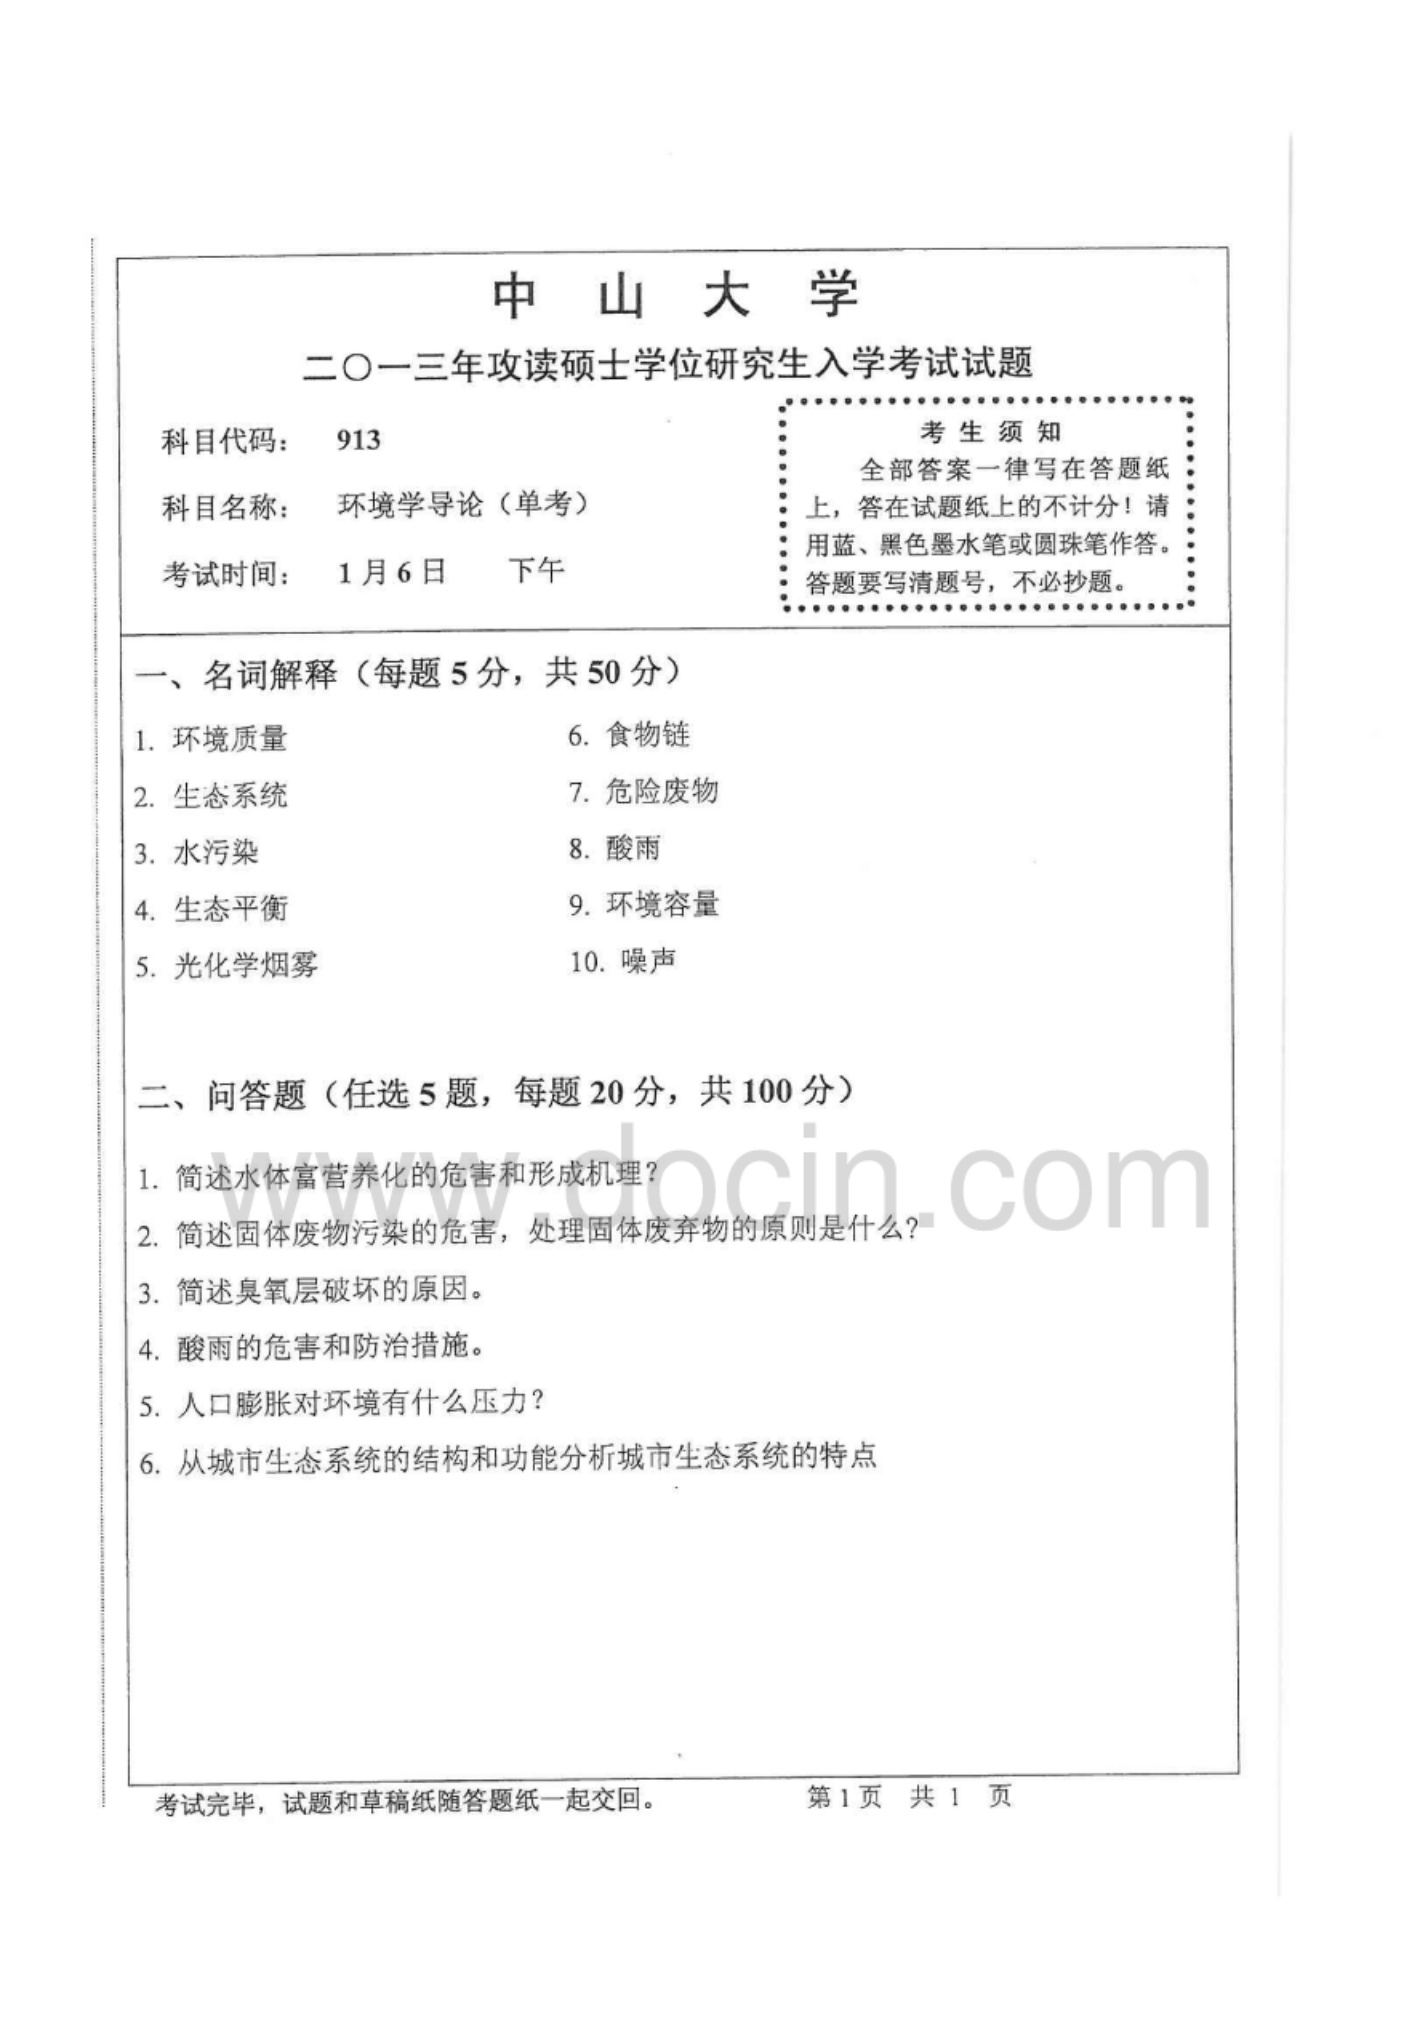 中 山 大 学
二〇一三年攻读硕士学位研究生入学考试试题
科目代码： 913
科目名称： 环境学导论（单考）
考试时间： 1 月 6 日 下午
考 生 须 知
全部答案一律写在答题纸
上，答在试题纸上的不计分！请
用蓝、黑色墨水笔或圆珠笔作答。
答题要写清题号，不必抄题。
一、名词解释（每题 5 分，共 50 分）
1. 环境质量
2. 生态系统
3. 水污染
4. 生态平衡
5. 光化学烟雾
6. 食物链
7. 危险废物
8. 酸雨
9. 环境容量
10. 噪声
二、问答题（任选 5 题，每题 20 分，共 100 分）
www.docin.com
1. 简述水体富营养化的危害和形成机理？
2. 简述固体废物污染的危害，处理固体废弃物的原则是什么？
3. 简述臭氧层破坏的原因。
4. 酸雨的危害和防治措施。
5. 人口膨胀对环境有什么压力？
6. 从城市生态系统的结构和功能分析城市生态系统的特点
考试完毕，试题和草稿纸随答题纸一起交回。 第 1 页 共 1 页